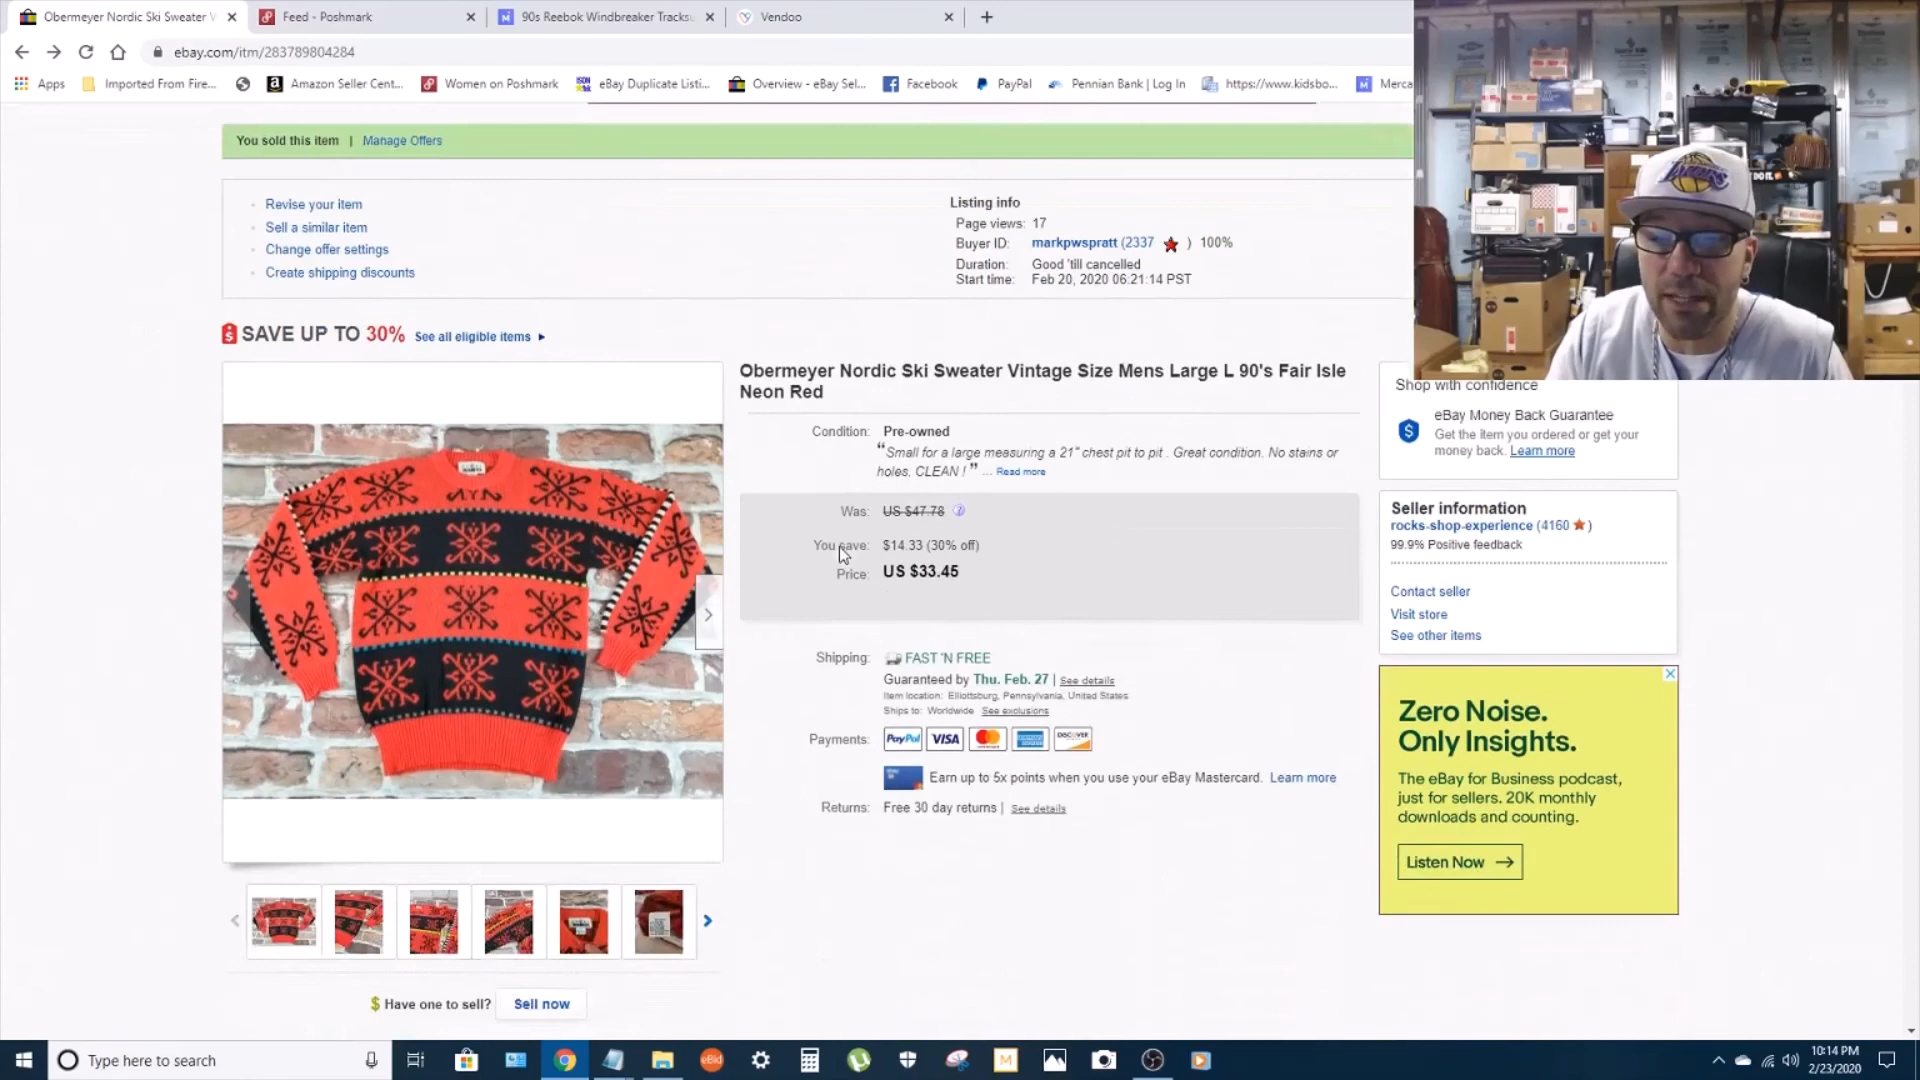 Obermeyer Nordic Ski Sweater V
Feed - Poshmark
90s Reebok Windbreaker Tracksu
Vendoo
ebay.com/itm/283789804284
Apps
Imported From Fire...
Amazon Seller Cent...
Women on Poshmark
eBay Duplicate Listi...
Overview - eBay Sel...
Facebook
PayPal
Pennian Bank | Log In
https://www.kidsbo...
Merca
You sold this item | Manage Offers
Revise your item
Sell a similar item
Change offer settings
Create shipping discounts
Listing info
Page views: 17
Buyer ID: markpwspratt (2337 ) 100%
Duration: Good 'till cancelled
Start time: Feb 20, 2020 06:21:14 PST
SAVE UP TO 30% See all eligible items
Obermeyer Nordic Ski Sweater Vintage Size Mens Large L 90's Fair Isle
Neon Red
Condition: Pre-owned
"Small for a large measuring a 21" chest pit to pit . Great condition. No stains or
holes. CLEAN ! " ... Read more
Was: US $47.78
You save: $14.33 (30% off)
Price: US $33.45
Shipping: FAST 'N FREE
Guaranteed by Thu. Feb. 27 | See details
Item location: Elliottsburg, Pennsylvania, United States
Ships to: Worldwide See exclusions
Payments: PayPal VISA DISCOVER
Earn up to 5x points when you use your eBay Mastercard. Learn more
Returns: Free 30 day returns | See details
Have one to sell? Sell now
LAKERS
Shop with confidence
eBay Money Back Guarantee
Get the item you ordered or get your
money back. Learn more
Seller information
rocks-shop-experience (4160 )
99.9% Positive feedback
Contact seller
Visit store
See other items
Zero Noise.
Only Insights.
The eBay for Business podcast,
just for sellers. 20K monthly
downloads and counting.
Listen Now
Type here to search
eBid
M
10:14 PM
2/23/2020